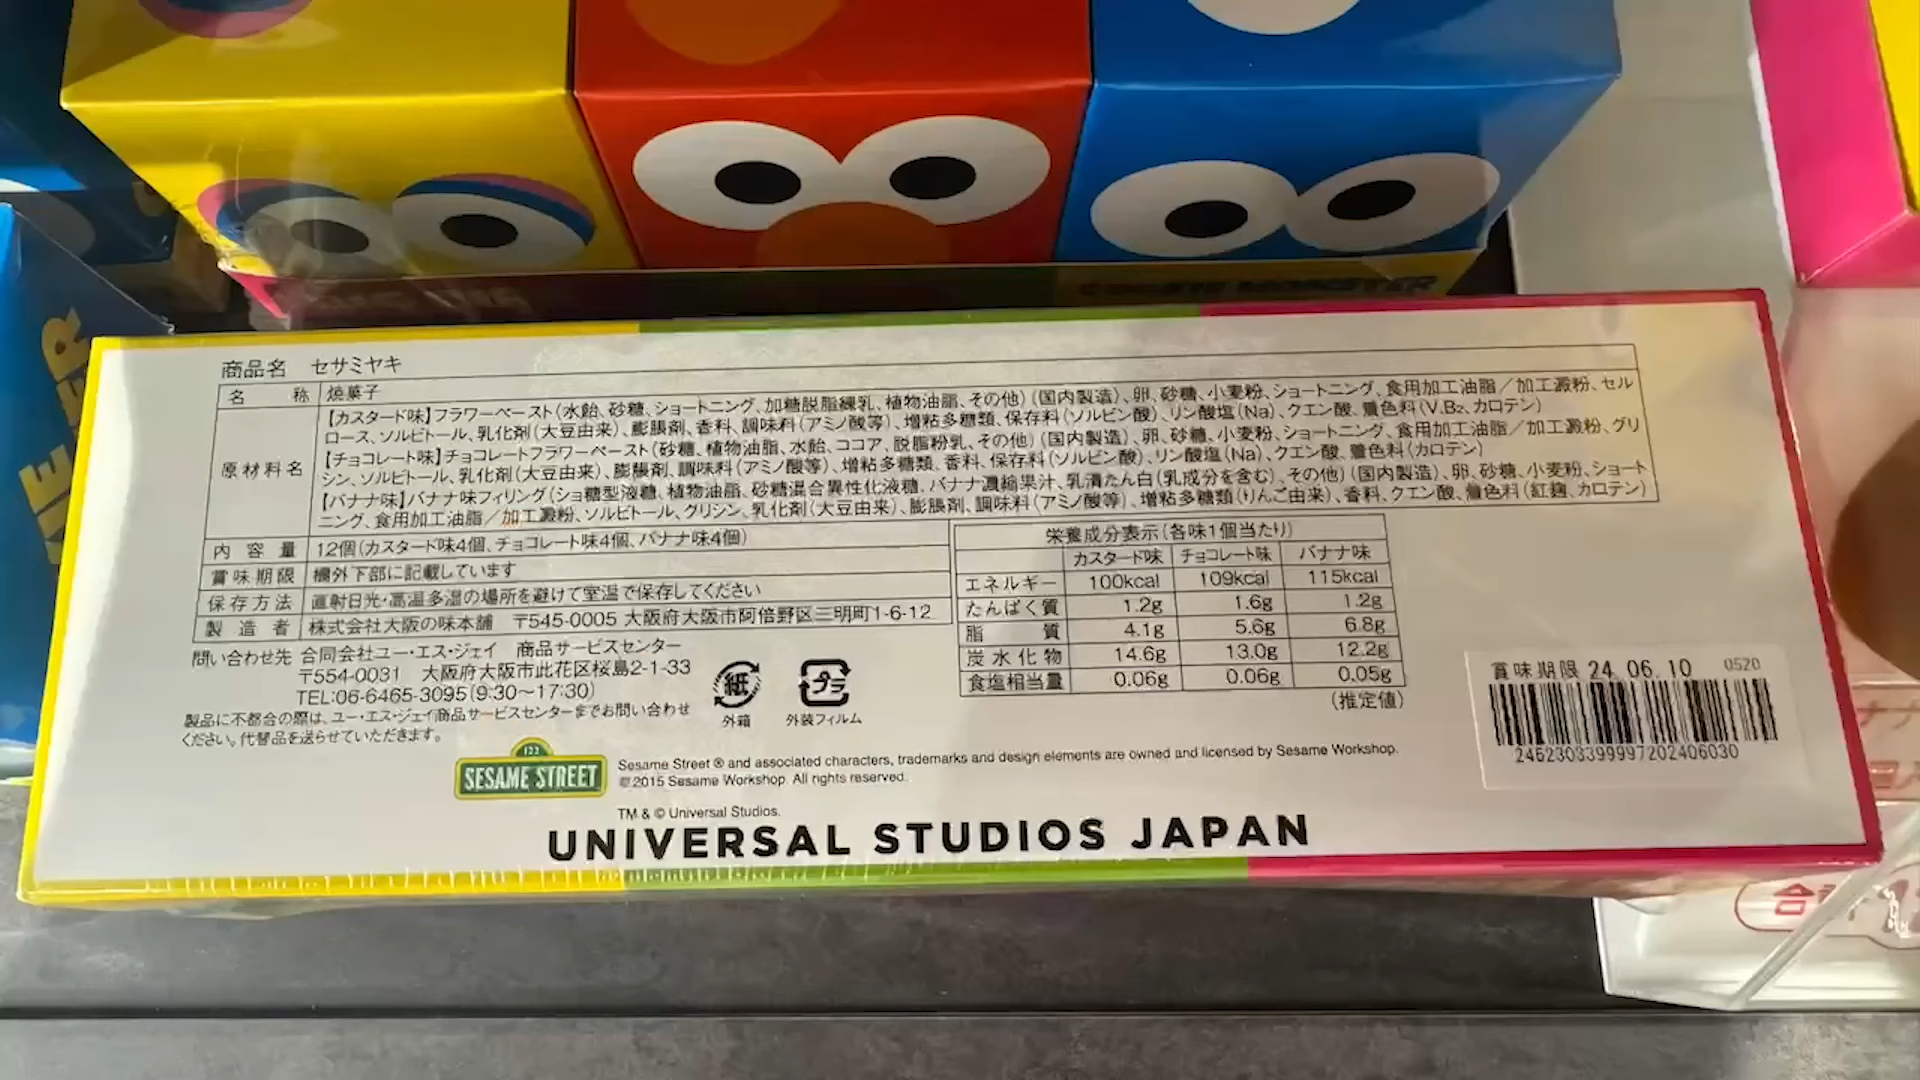 商品名 セサミヤキ
名称 焼菓子
原材料名
【カスタード味】フラワーペースト(水飴、砂糖、ショートニング、加糖脱脂練乳、植物油脂、その他)(国内製造)、卵、砂糖、小麦粉、ショートニング、食用加工油脂/加工澱粉、セル
ロース、ソルビトール、乳化剤(大豆由来)、膨脹剤、香料、調味料(アミノ酸等)、増粘多糖類、保存料(ソルビン酸)、リン酸塩(Na)、クエン酸、着色料(V.B₂、カロテン)
【チョコレート味】チョコレートフラワーペースト(砂糖、植物油脂、水飴、ココア、脱脂粉乳、その他)(国内製造)、卵、砂糖、小麦粉、ショートニング、食用加工油脂/加工澱粉、グリ
シン、ソルビトール、乳化剤(大豆由来)、膨脹剤、調味料(アミノ酸等)、増粘多糖類、香料、保存料(ソルビン酸)、リン酸塩(Na)、クエン酸、着色料(カロテン)
【バナナ味】バナナ味フィリング(ショ糖型液糖、植物油脂、砂糖混合異性化液糖、バナナ濃縮果汁、乳清たん白(乳成分を含む)、その他)(国内製造)、卵、砂糖、小麦粉、ショート
ニング、食用加工油脂/加工澱粉、ソルビトール、グリシン、乳化剤(大豆由来)、膨脹剤、調味料(アミノ酸等)、増粘多糖類(りんご由来)、香料、クエン酸、着色料(紅麹、カロテン)
内容量 12個(カスタード味4個、チョコレート味4個、バナナ味4個)
賞味期限 欄外下部に記載しています
保存方法 直射日光・高温多湿の場所を避けて室温で保存してください
製造者 株式会社大阪の味本舗 〒545-0005 大阪府大阪市阿倍野区三明町1-6-12
栄養成分表示(各味1個当たり)
カスタード味 チョコレート味 バナナ味
エネルギー 100kcal 109kcal 115kcal
たんぱく質 1.2g 1.6g 1.2g
脂質 4.1g 5.6g 6.8g
炭水化物 14.6g 13.0g 12.2g
食塩相当量 0.06g 0.06g 0.05g
(推定値)
問い合わせ先 合同会社ユー・エス・ジェイ 商品サービスセンター
〒554-0031 大阪府大阪市此花区桜島2-1-33
TEL:06-6465-3095(9:30～17:30)
製品に不都合の際は、ユー・エス・ジェイ商品サービスセンターまでお問い合わせ
ください。代替品を送らせていただきます。
紙
外箱
プラ
外装フィルム
賞味期限 24.06.10 0520
2462303399997202406030
123
SESAME STREET
Sesame Street ® and associated characters, trademarks and design elements are owned and licensed by Sesame Workshop.
©2015 Sesame Workshop. All rights reserved.
TM & © Universal Studios.
UNIVERSAL STUDIOS JAPAN